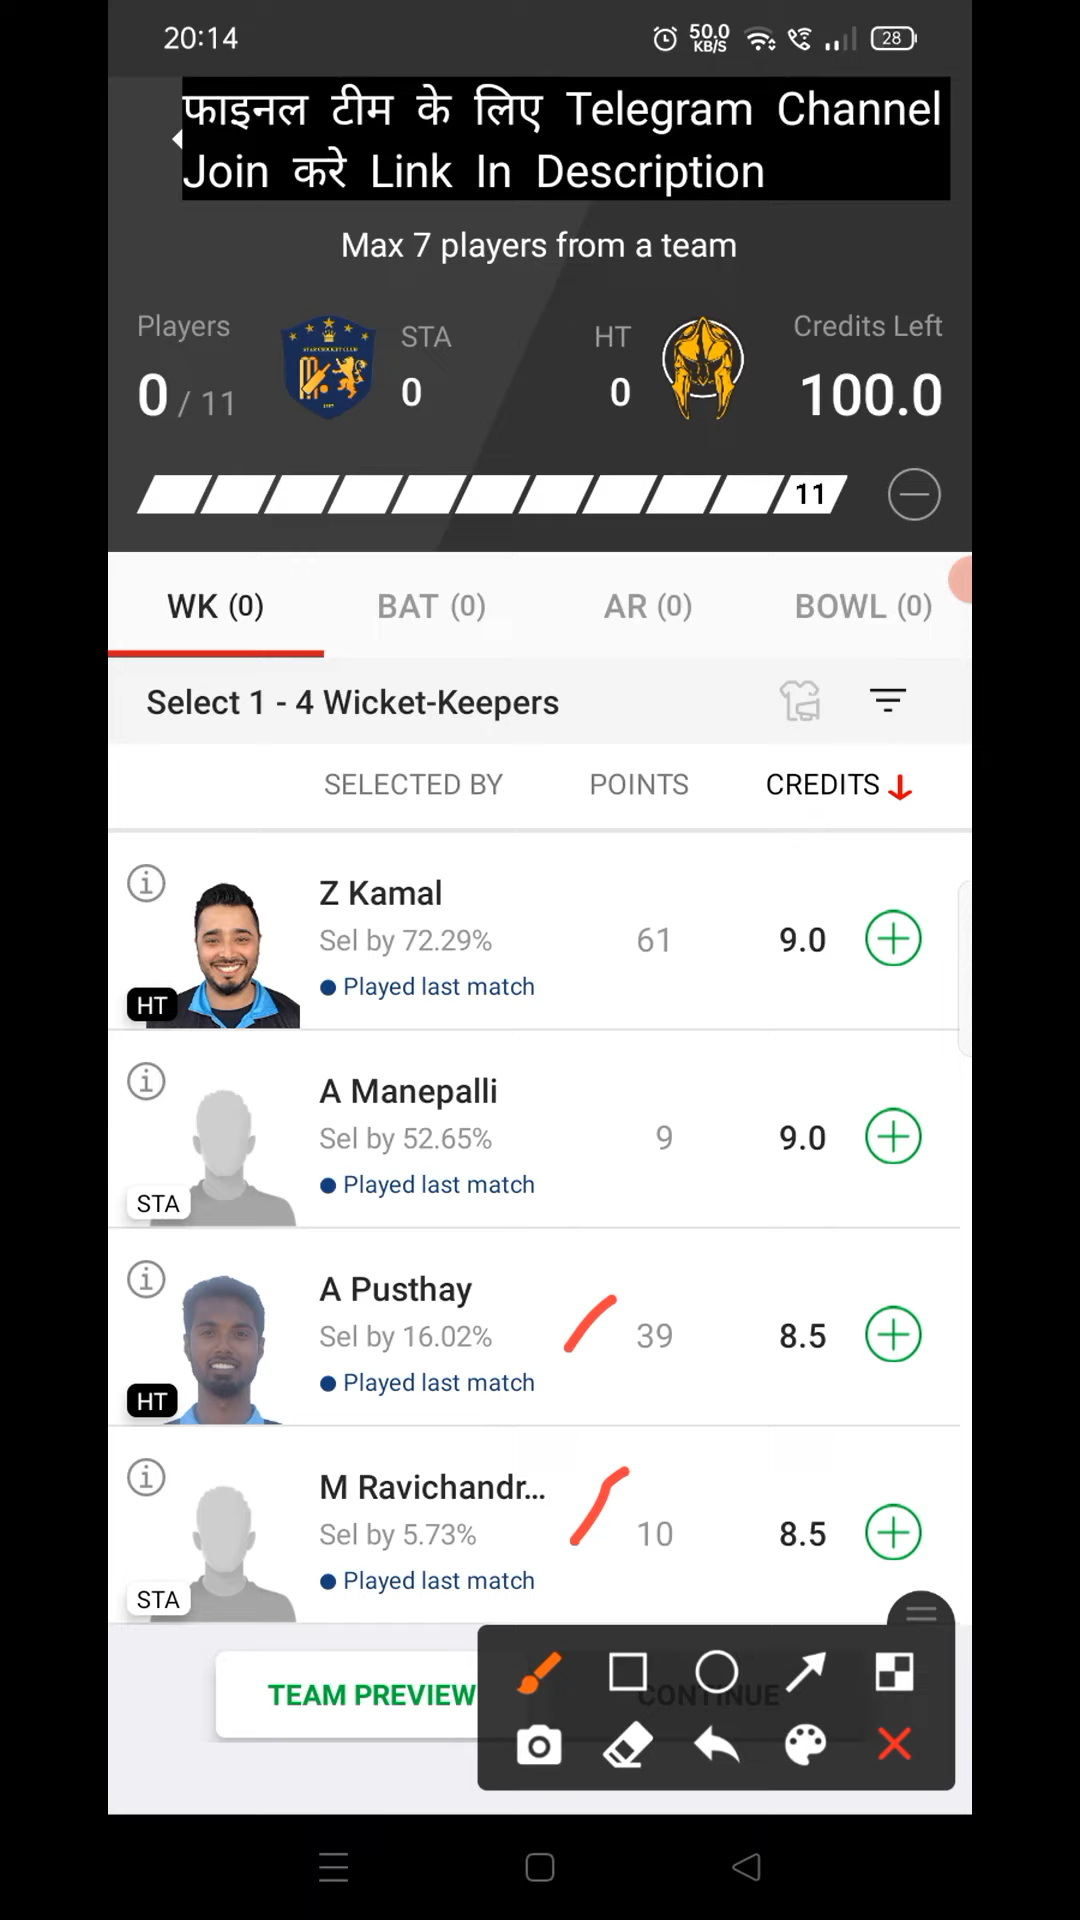 20:14
50.0
KB/S
28
फाइनल टीम के लिए Telegram Channel
Join करे Link In Description
Max 7 players from a team
Players
STA
HT
Credits Left
0 / 11
0
0
100.0
11
WK (0)
BAT (0)
AR (0)
BOWL (0)
Select 1 - 4 Wicket-Keepers
SELECTED BY
POINTS
CREDITS
Z Kamal
Sel by 72.29%
61
9.0
Played last match
HT
A Manepalli
Sel by 52.65%
9
9.0
Played last match
STA
A Pusthay
Sel by 16.02%
39
8.5
Played last match
HT
M Ravichandr...
Sel by 5.73%
10
8.5
Played last match
STA
TEAM PREVIEW
CONTINUE